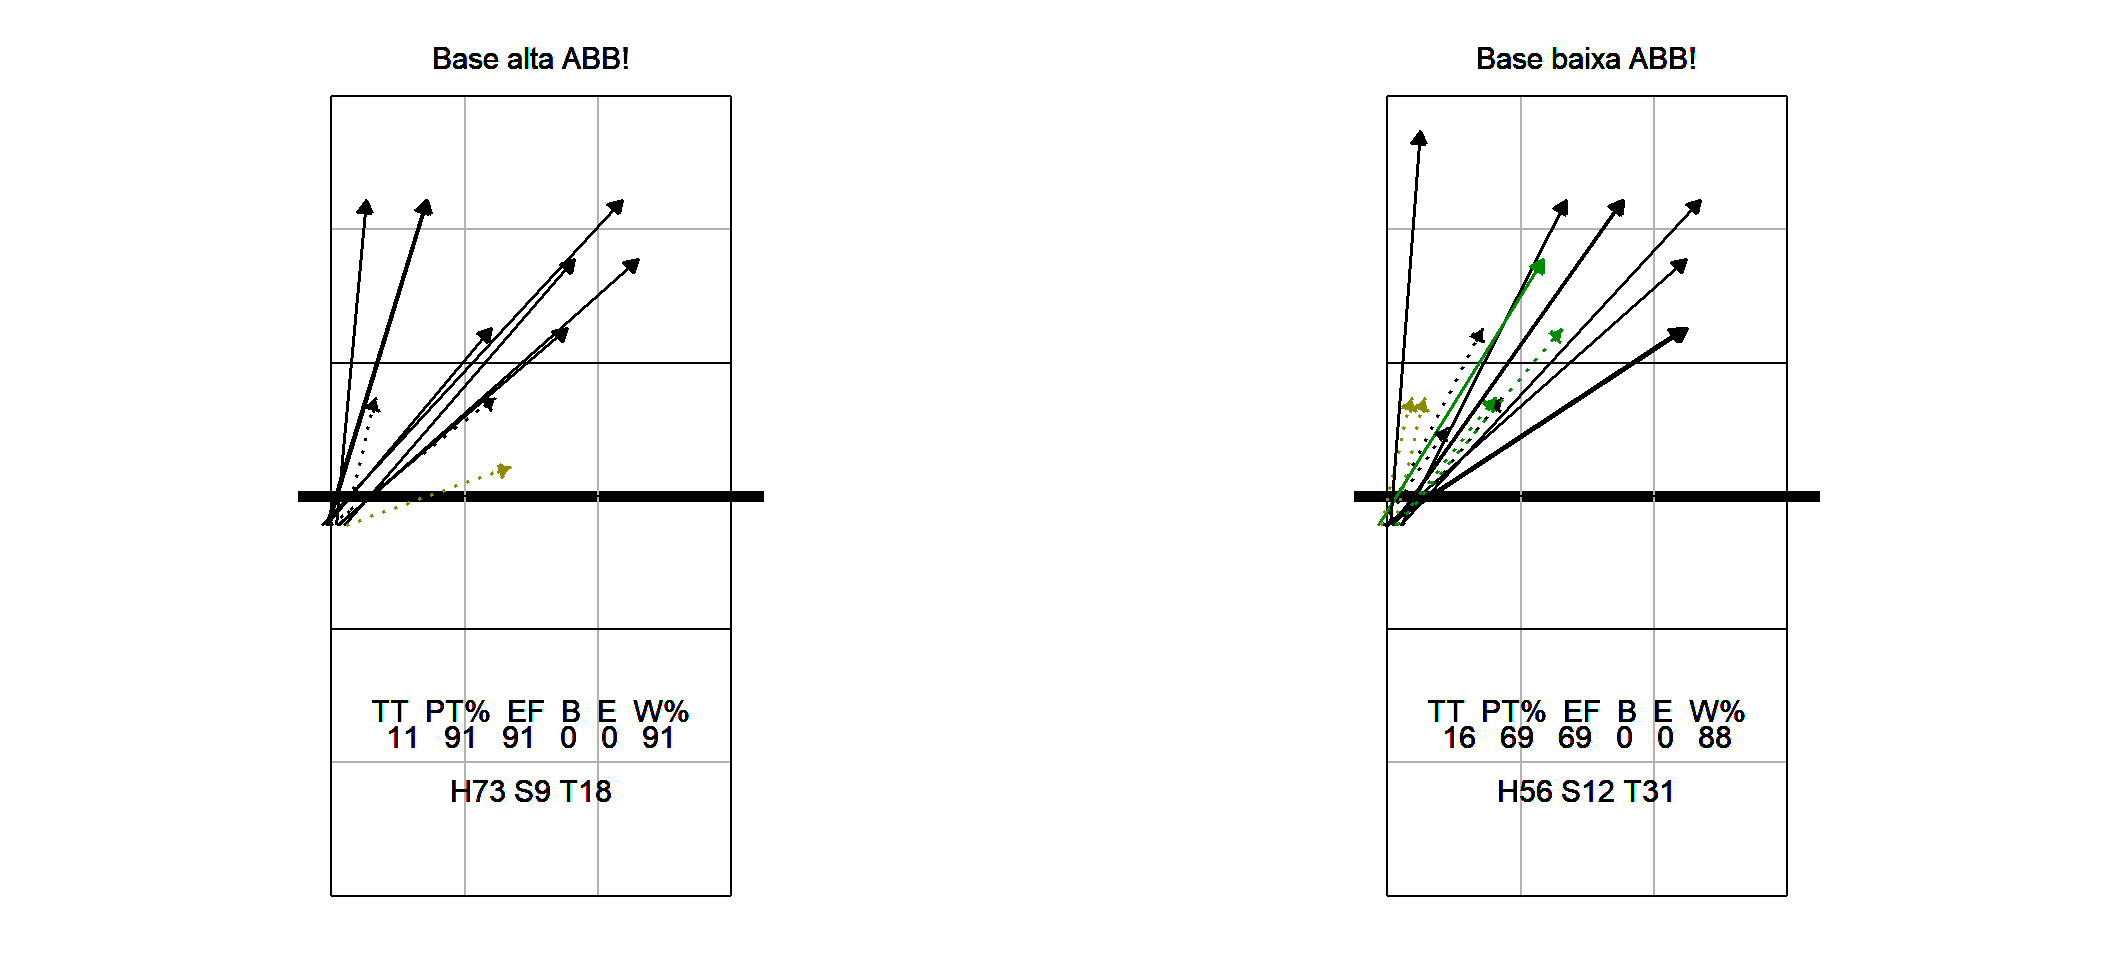 Base alta ABB!
TT PT% EF B E W%
11 91 91 0 0 91
H73 S9 T18
Base baixa ABB!
TT PT% EF B E W%
16 69 69 0 0 88
H56 S12 T31